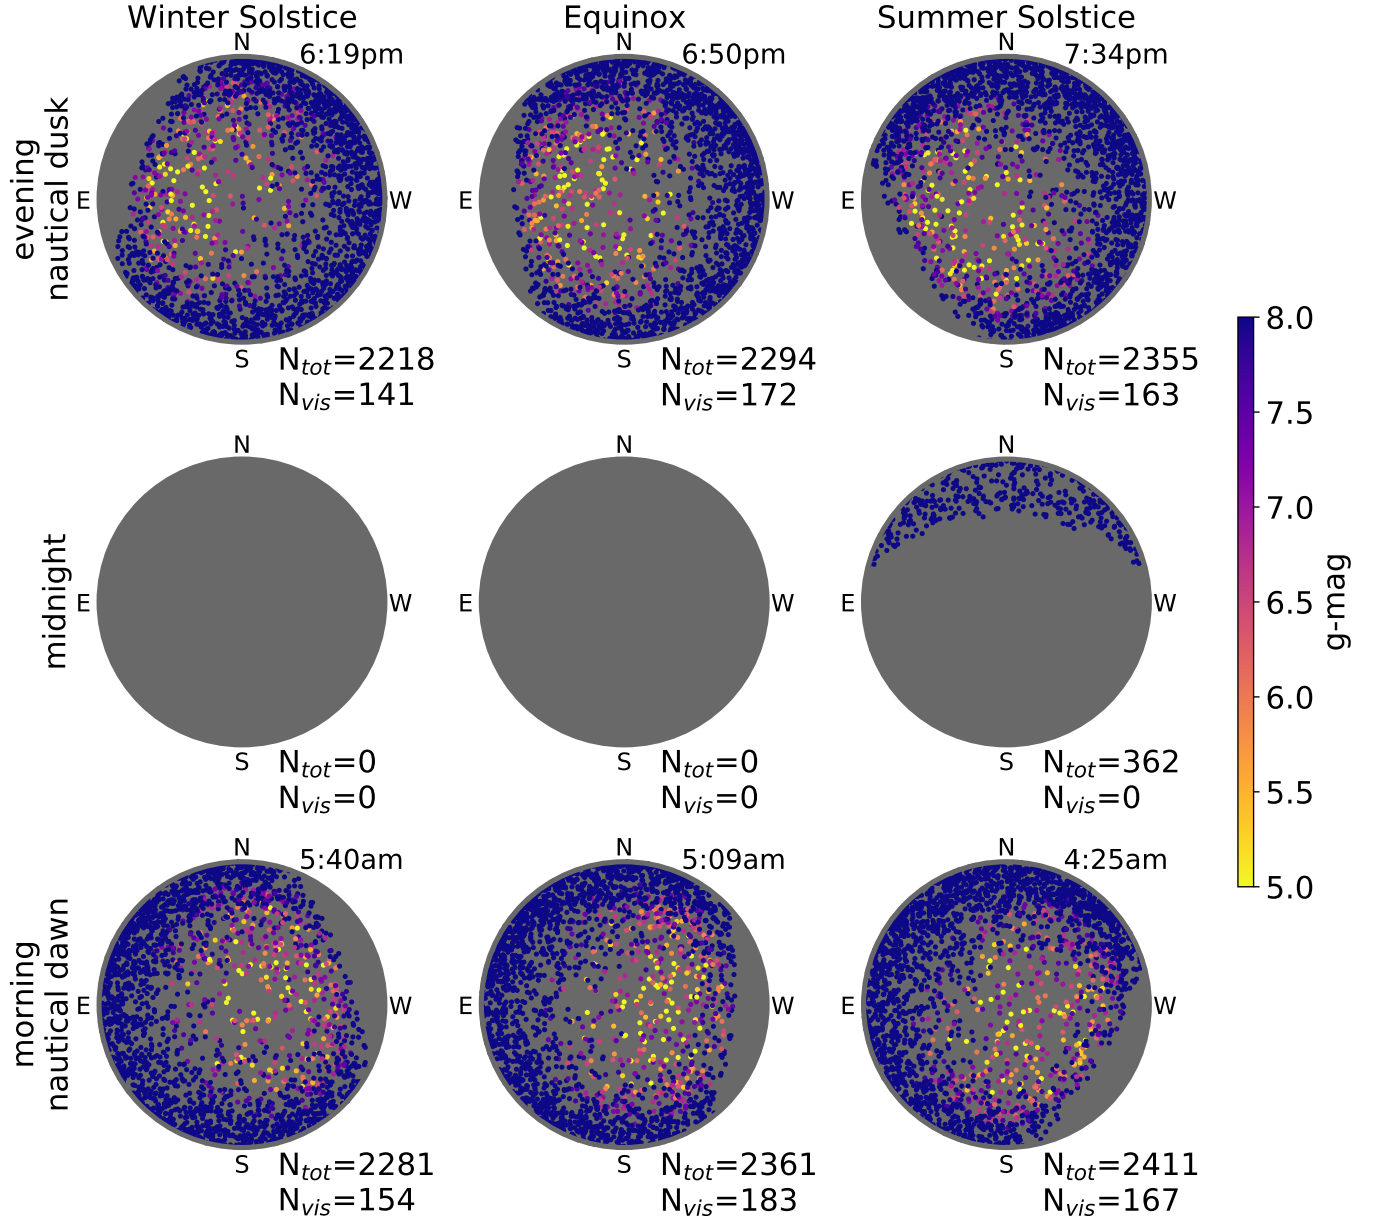 Winter Solstice Equinox Summer Solstice
N 6:19pm N 6:50pm N 7:34pm
evening
nautical dusk
E W E W E W
S S S
N_tot=2218 N_tot=2294 N_tot=2355
N_vis=141 N_vis=172 N_vis=163
N N N
midnight
E W E W E W
S S S
N_tot=0 N_tot=0 N_tot=362
N_vis=0 N_vis=0 N_vis=0
N 5:40am N 5:09am N 4:25am
morning
nautical dawn
E W E W E W
S S S
N_tot=2281 N_tot=2361 N_tot=2411
N_vis=154 N_vis=183 N_vis=167
8.0
7.5
7.0
6.5
6.0
5.5
5.0
g-mag